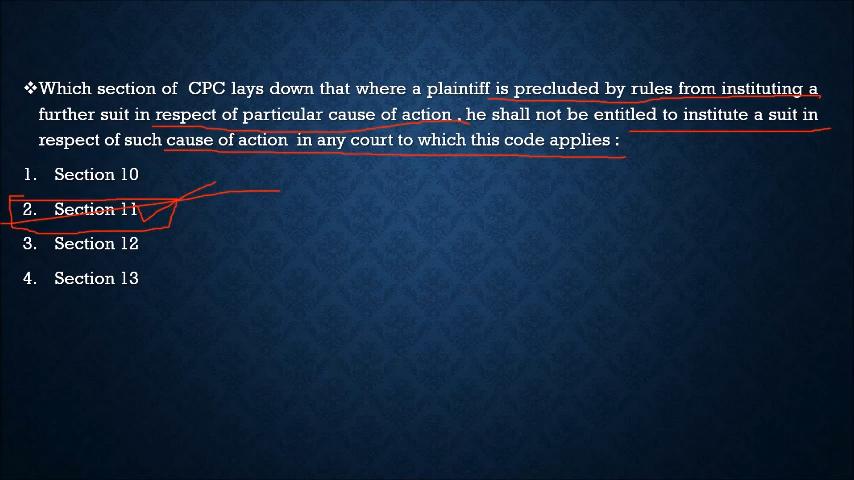 ❖Which section of CPC lays down that where a plaintiff is precluded by rules from instituting a
further suit in respect of particular cause of action , he shall not be entitled to institute a suit in
respect of such cause of action in any court to which this code applies :
1. Section 10
2. Section 11
3. Section 12
4. Section 13